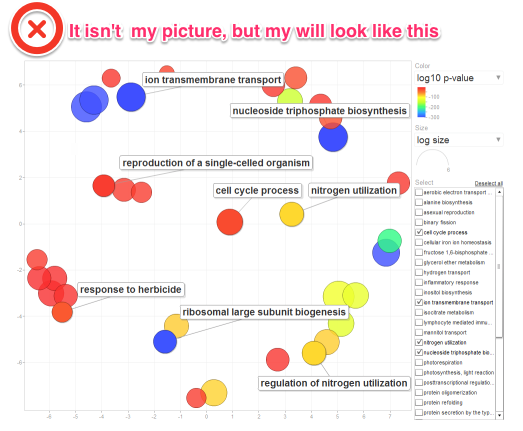 It isn't my picture, but my will look like this
Color
log10 p-value
-100
-200
-300
Size
log size
0
Select
Deselect all
aerobic electron transport ...
alanine biosynthesis
asexual reproduction
binary fission
cell cycle process
cellular iron ion homeostasis
fructose 1,6-bisphosphate ...
glycerol ether metabolism
hydrogen transport
inflammatory response
inositol biosynthesis
ion transmembrane transport
isocitrate metabolism
lymphocyte mediated immu...
mannitol transport
nitrogen utilization
nucleoside triphosphate bio...
photorespiration
photosynthesis, light reaction
posttranscriptional regulatio...
protein oligomerization
protein refolding
protein secretion by the typ...
ion transmembrane transport
nucleoside triphosphate biosynthesis
reproduction of a single-celled organism
cell cycle process
nitrogen utilization
response to herbicide
ribosomal large subunit biogenesis
regulation of nitrogen utilization
6
4
2
0
-2
-4
-6
-6 -5 -4 -3 -2 -1 0 1 2 3 4 5 6 7